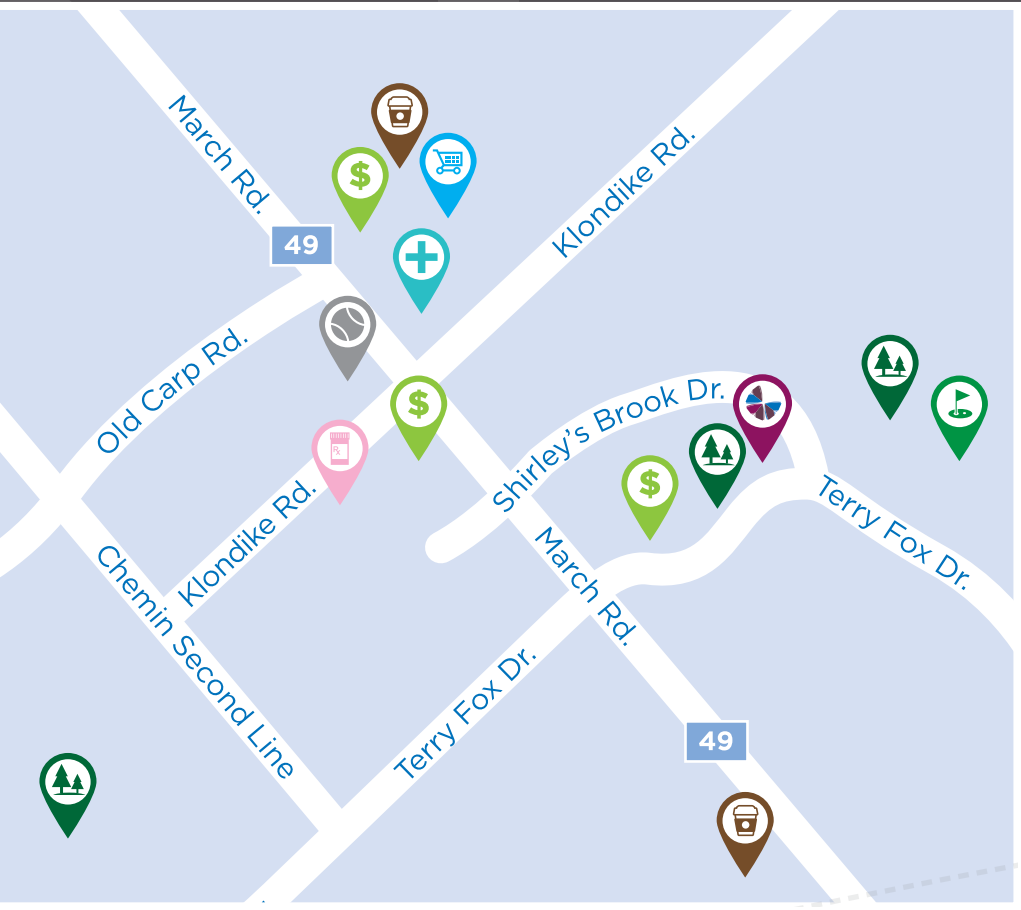 March Rd.
$
49
Klondike Rd.
Old Carp Rd.
$
Rx
Shirley's Brook Dr.
$
Klondike Rd.
Terry Fox Dr.
March Rd.
Chemin Second Line
Terry Fox Dr.
49